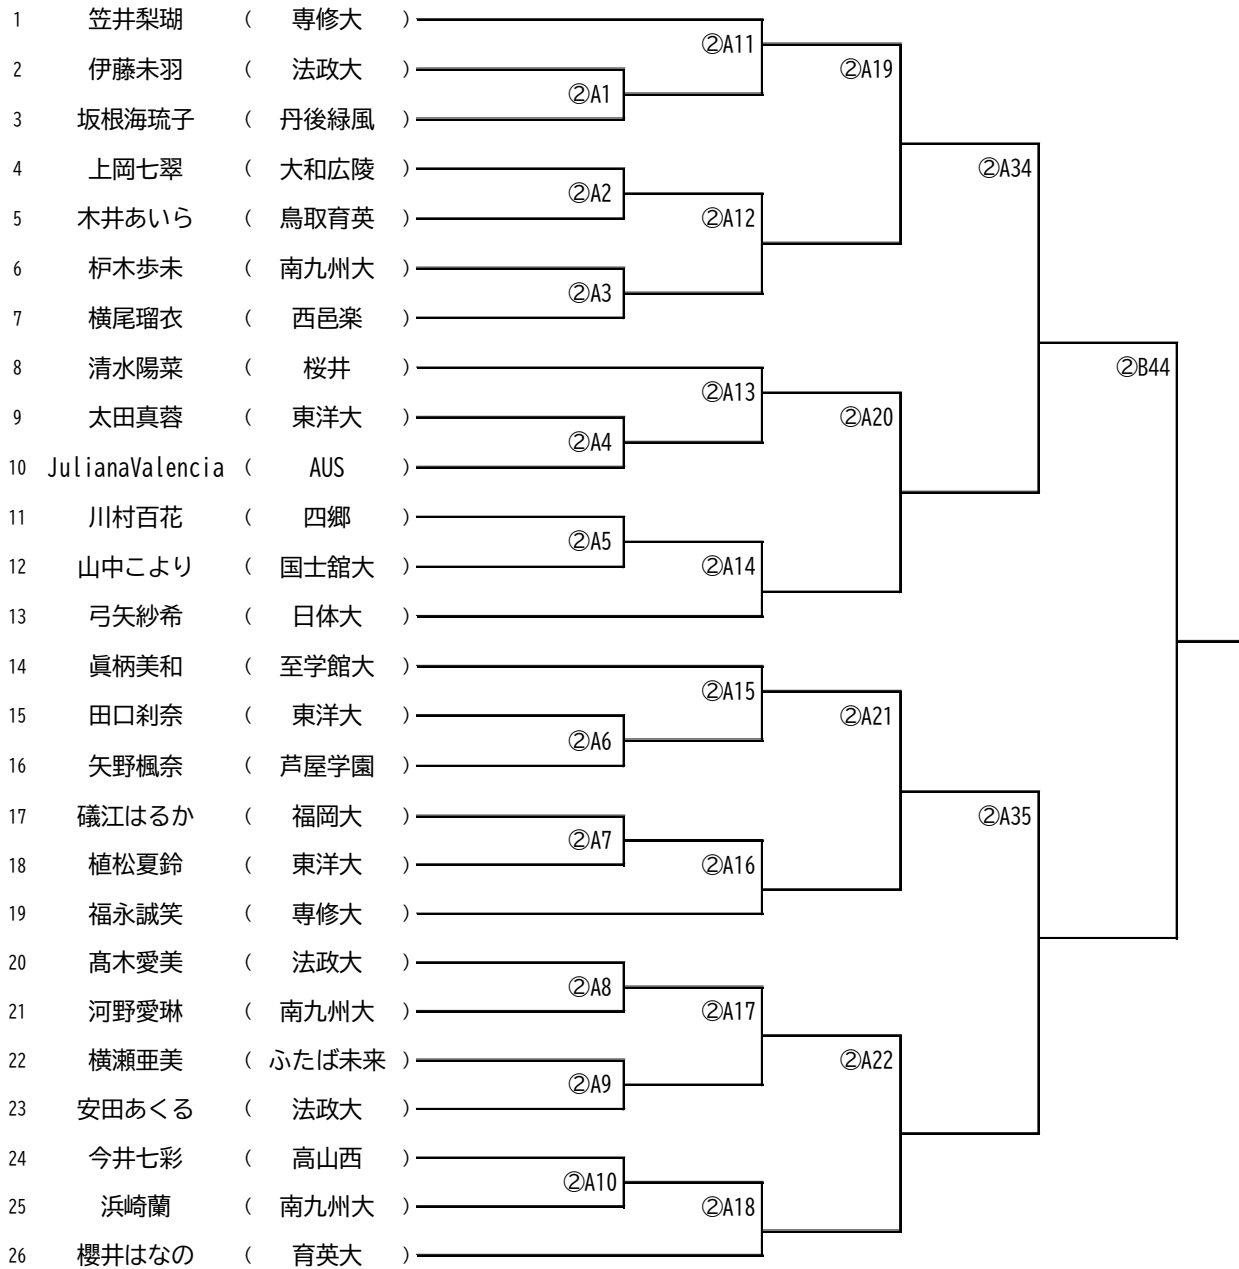 1 笠井梨瑚 ( 専修大 )
②A11
2 伊藤未羽 ( 法政大 )
②A19
②A1
3 坂根海琉子 ( 丹後緑風 )
4 上岡七翠 ( 大和広陵 )
②A34
②A2
5 木井あいら ( 鳥取育英 )
②A12
6 枦木歩未 ( 南九州大 )
②A3
7 横尾瑠衣 ( 西邑楽 )
8 清水陽菜 ( 桜井 )
②B44
②A13
9 太田真蓉 ( 東洋大 )
②A20
②A4
10 JulianaValencia ( AUS )
11 川村百花 ( 四郷 )
②A5
12 山中こより ( 国士舘大 )
②A14
13 弓矢紗希 ( 日体大 )
14 眞柄美和 ( 至学館大 )
②A15
15 田口刹奈 ( 東洋大 )
②A21
②A6
16 矢野楓奈 ( 芦屋学園 )
17 礒江はるか ( 福岡大 )
②A35
②A7
18 植松夏鈴 ( 東洋大 )
②A16
19 福永誠笑 ( 専修大 )
20 髙木愛美 ( 法政大 )
②A8
21 河野愛琳 ( 南九州大 )
②A17
22 横瀬亜美 ( ふたば未来 )
②A22
②A9
23 安田あくる ( 法政大 )
24 今井七彩 ( 高山西 )
②A10
25 浜崎蘭 ( 南九州大 )
②A18
26 櫻井はなの ( 育英大 )